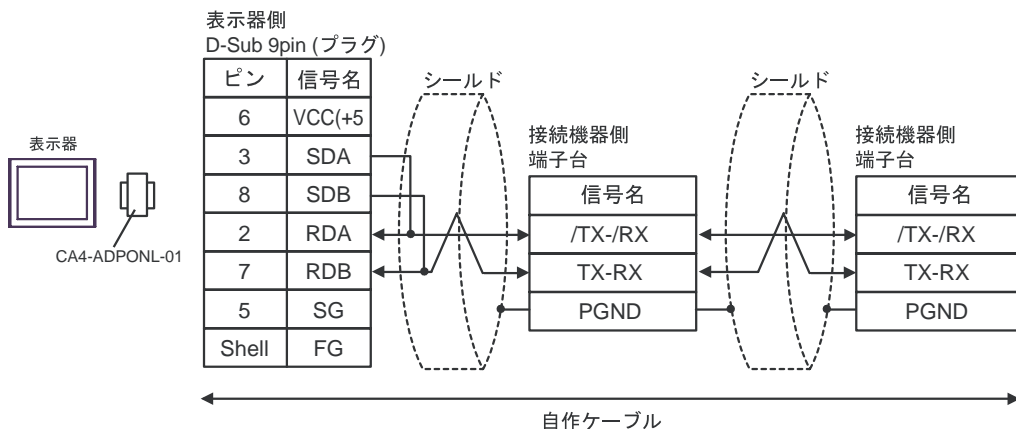 表示器側
D-Sub 9pin (プラグ)
ピン 信号名
6 VCC(+5
3 SDA
8 SDB
2 RDA
7 RDB
5 SG
Shell FG
表示器
CA4-ADPONL-01
シールド
接続機器側
端子台
信号名
/TX-/RX
TX-RX
PGND
シールド
接続機器側
端子台
信号名
/TX-/RX
TX-RX
PGND
自作ケーブル